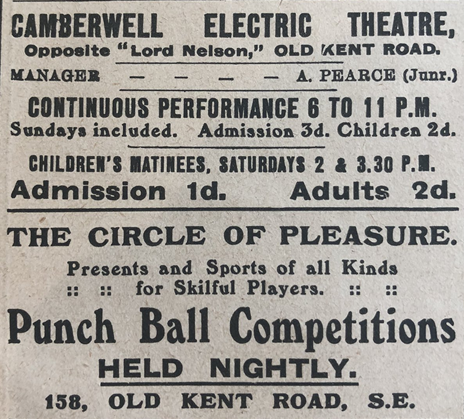 CAMBERWELL ELECTRIC THEATRE,
Opposite "Lord Nelson," OLD KENT ROAD.
MANAGER — — — — A. PEARCE (Junr.)
CONTINUOUS PERFORMANCE 6 TO 11 P.M.
Sundays included. Admission 3d. Children 2d.
CHILDREN'S MATINEES, SATURDAYS 2 & 3.30 P.M.
Admission 1d. Adults 2d.
THE CIRCLE OF PLEASURE.
Presents and Sports of all Kinds
:: :: for Skilful Players. :: ::
Punch Ball Competitions
HELD NIGHTLY.
158, OLD KENT ROAD, S.E.